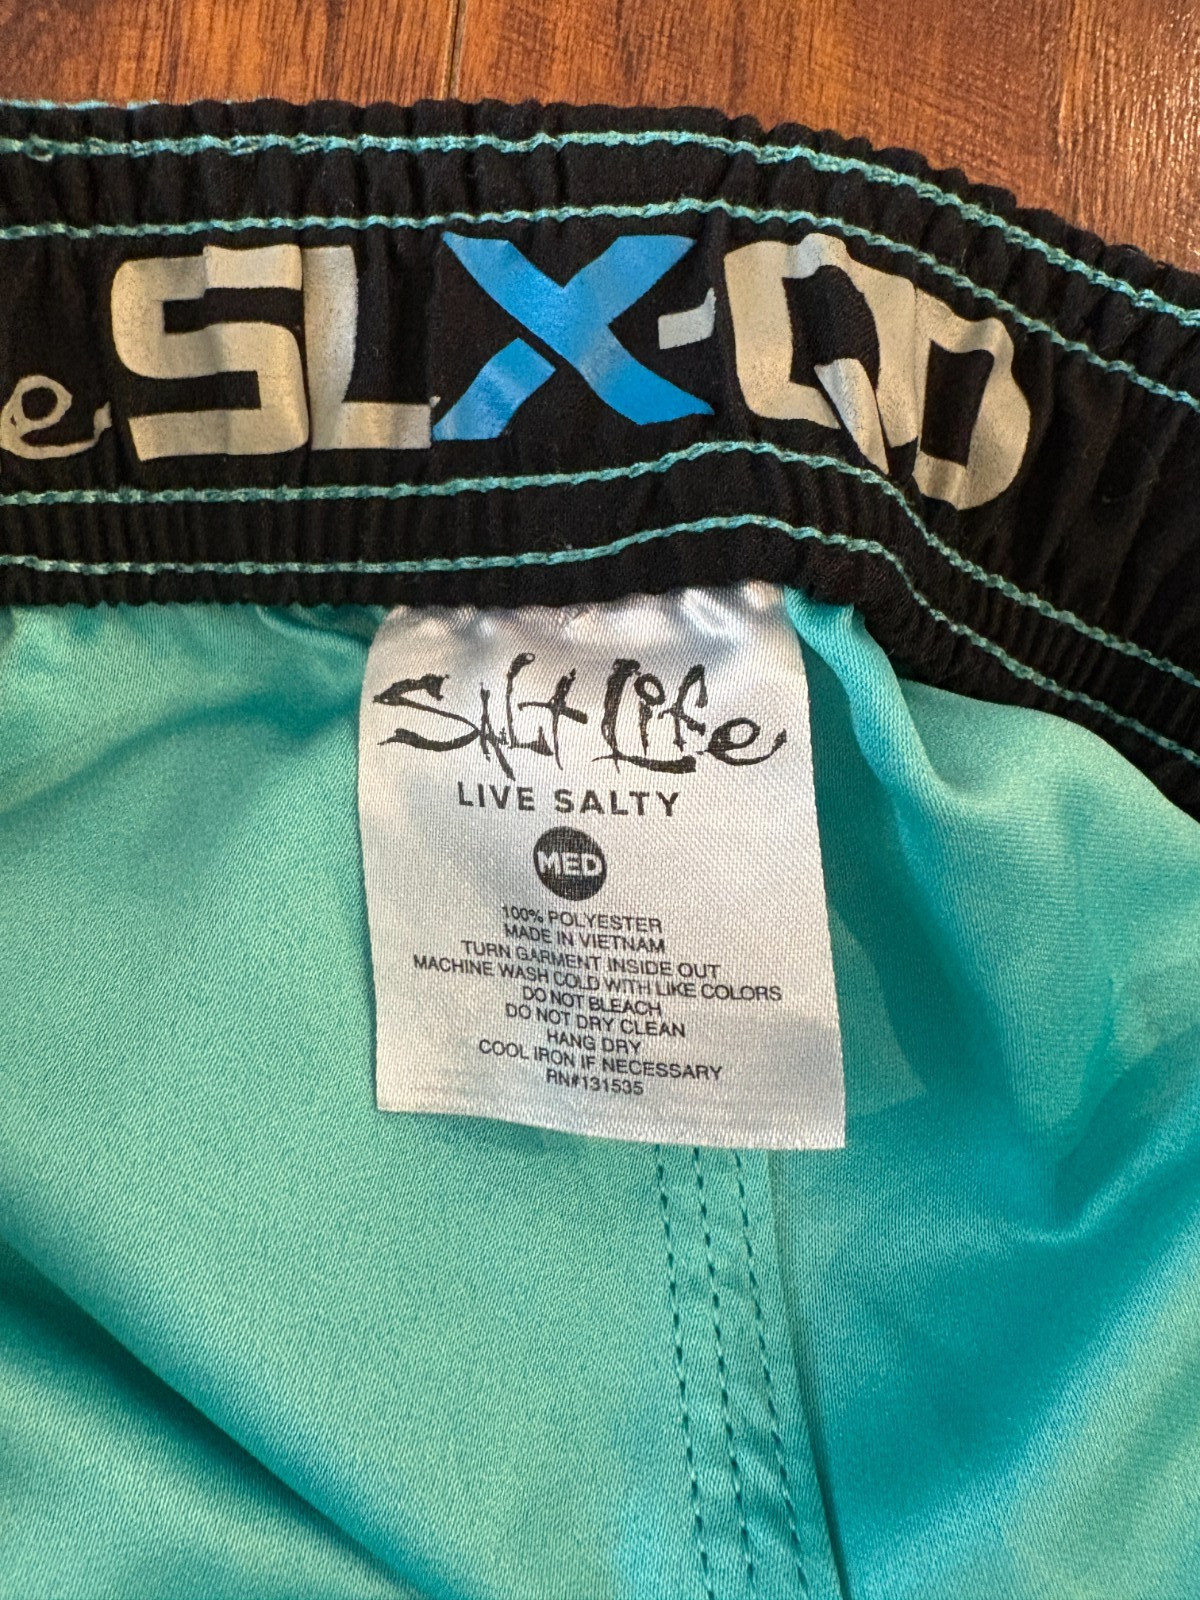 e SLX-QD
Salt Life
LIVE SALTY
MED
100% POLYESTER
MADE IN VIETNAM
TURN GARMENT INSIDE OUT
MACHINE WASH COLD WITH LIKE COLORS
DO NOT BLEACH
DO NOT DRY CLEAN
HANG DRY
COOL IRON IF NECESSARY
RN#131535